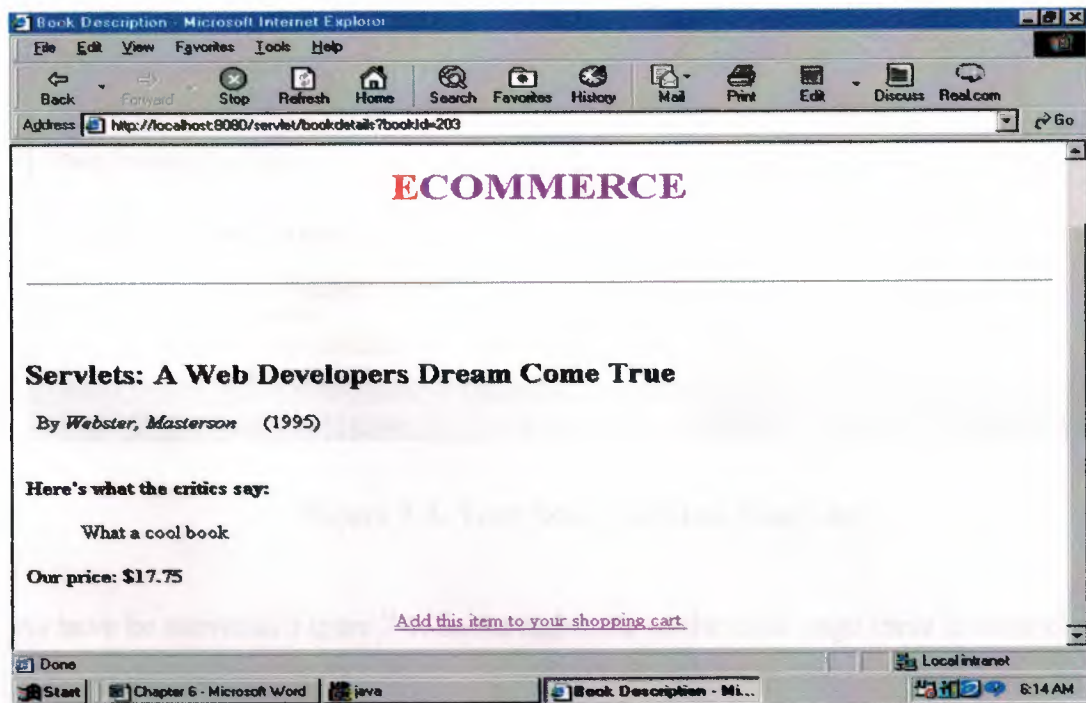 Book Description - Microsoft Internet Explorer
File Edit View Favorites Tools Help
Back Forward Stop Refresh Home Search Favorites History Mail Print Edit Discuss Real.com
Address http://localhost:8080/servlet/bookdetails?bookId=203 Go
ECOMMERCE
Servlets: A Web Developers Dream Come True
By Webster, Masterson (1995)
Here's what the critics say:
What a cool book
Our price: $17.75
Add this item to your shopping cart.
Done Local intranet
Start Chapter 6 - Microsoft Word java Book Description - Mi... 6:14 AM